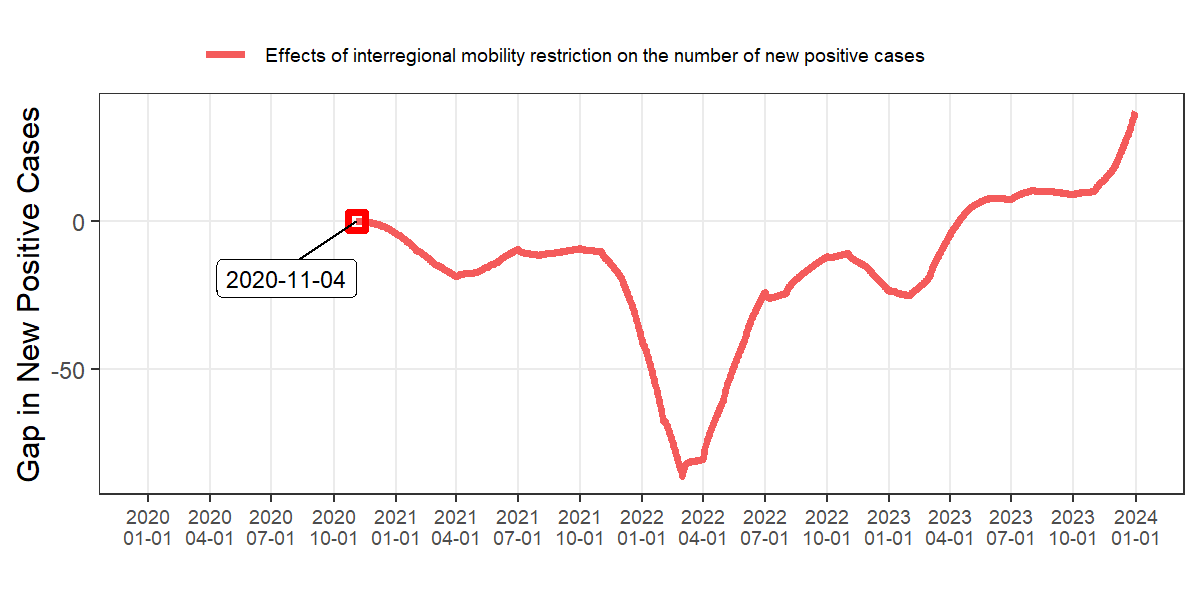 Effects of interregional mobility restriction on the number of new positive cases
Gap in New Positive Cases
0
-50
2020-11-04
2020 2020 2020 2020 2021 2021 2021 2021 2022 2022 2022 2022 2023 2023 2023 2023 2024
01-01 04-01 07-01 10-01 01-01 04-01 07-01 10-01 01-01 04-01 07-01 10-01 01-01 04-01 07-01 10-01 01-01